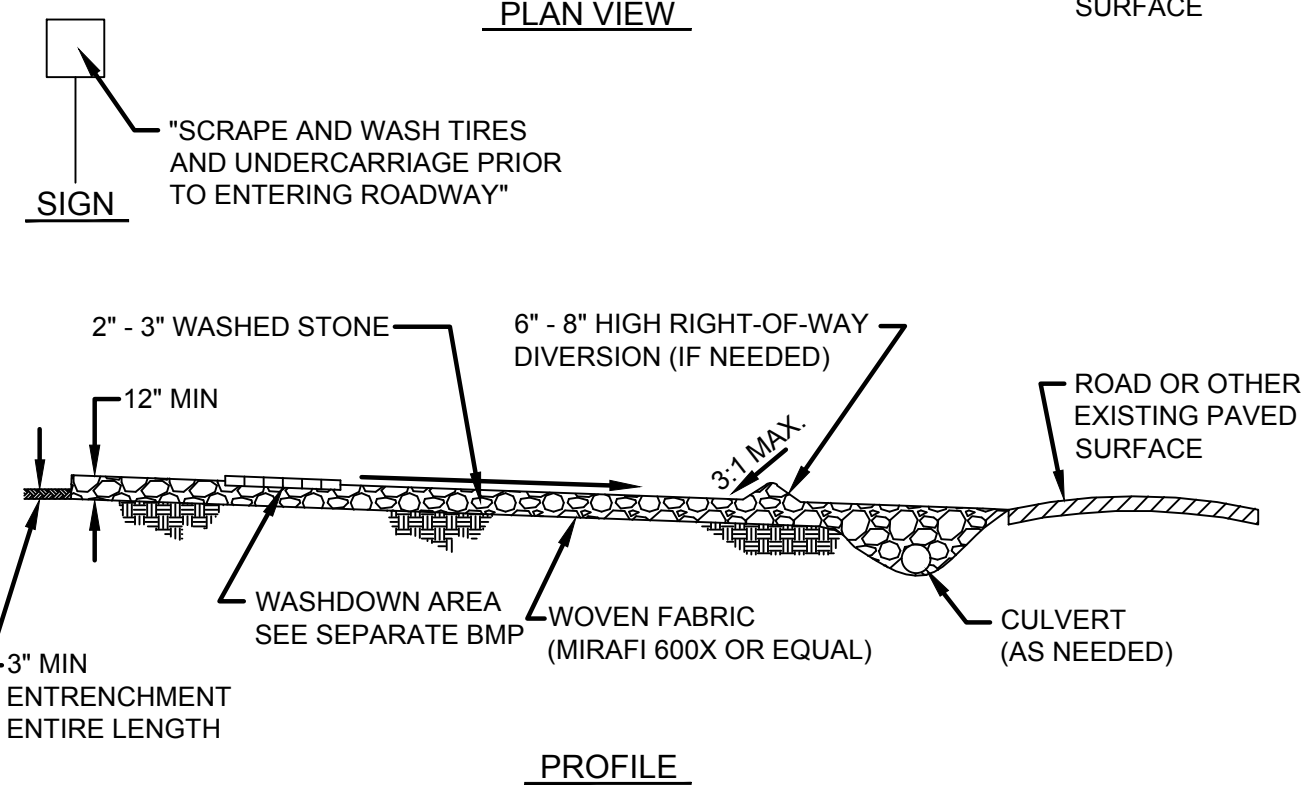 PLAN VIEW
SURFACE
"SCRAPE AND WASH TIRES
AND UNDERCARRIAGE PRIOR
TO ENTERING ROADWAY"
SIGN
2" - 3" WASHED STONE
6" - 8" HIGH RIGHT-OF-WAY
DIVERSION (IF NEEDED)
12" MIN
3:1 MAX.
ROAD OR OTHER
EXISTING PAVED
SURFACE
WASHDOWN AREA
SEE SEPARATE BMP
WOVEN FABRIC
(MIRAFI 600X OR EQUAL)
CULVERT
(AS NEEDED)
3" MIN
ENTRENCHMENT
ENTIRE LENGTH
PROFILE